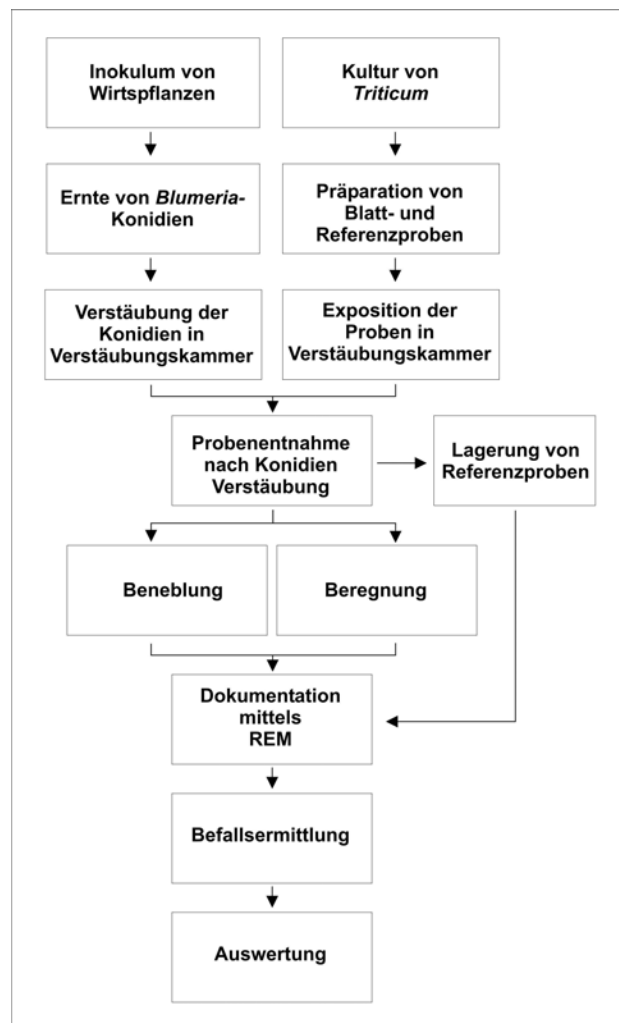 Inokulum von
Wirtspflanzen
Kultur von
Triticum
Ernte von Blumeria-
Konidien
Präparation von
Blatt- und
Referenzproben
Verstäubung der
Konidien in
Verstäubungskammer
Exposition der
Proben in
Verstäubungskammer
Probenentnahme
nach Konidien
Verstäubung
Lagerung von
Referenzproben
Beneblung
Beregnung
Dokumentation
mittels
REM
Befallsermittlung
Auswertung